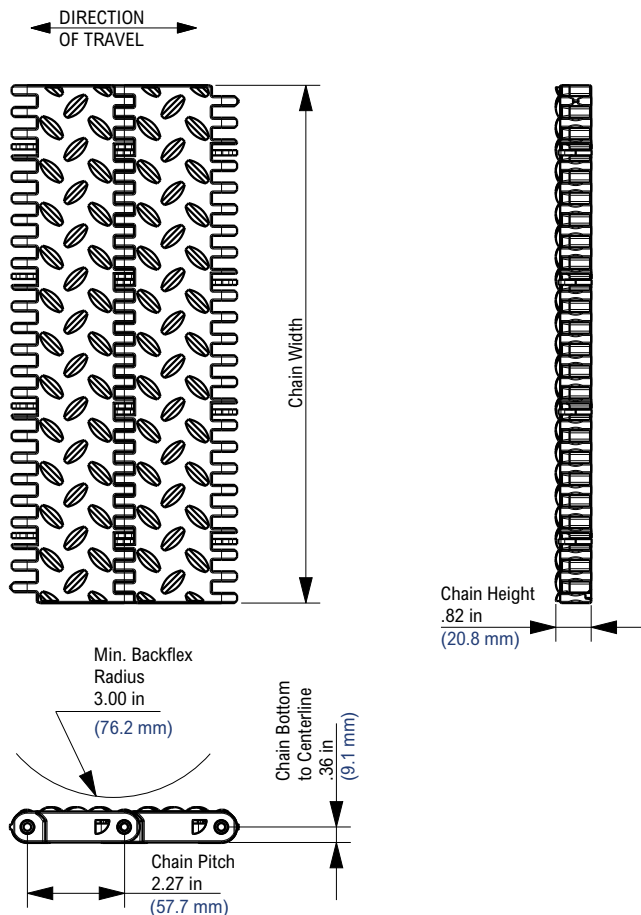 DIRECTION
OF TRAVEL
Chain Width
Chain Height
.82 in
(20.8 mm)
Min. Backflex
Radius
3.00 in
(76.2 mm)
Chain Bottom
to Centerline
.36 in
(9.1 mm)
Chain Pitch
2.27 in
(57.7 mm)